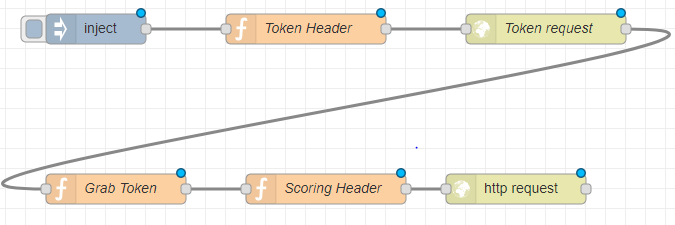 inject
Token Header
Token request
Grab Token
Scoring Header
http request